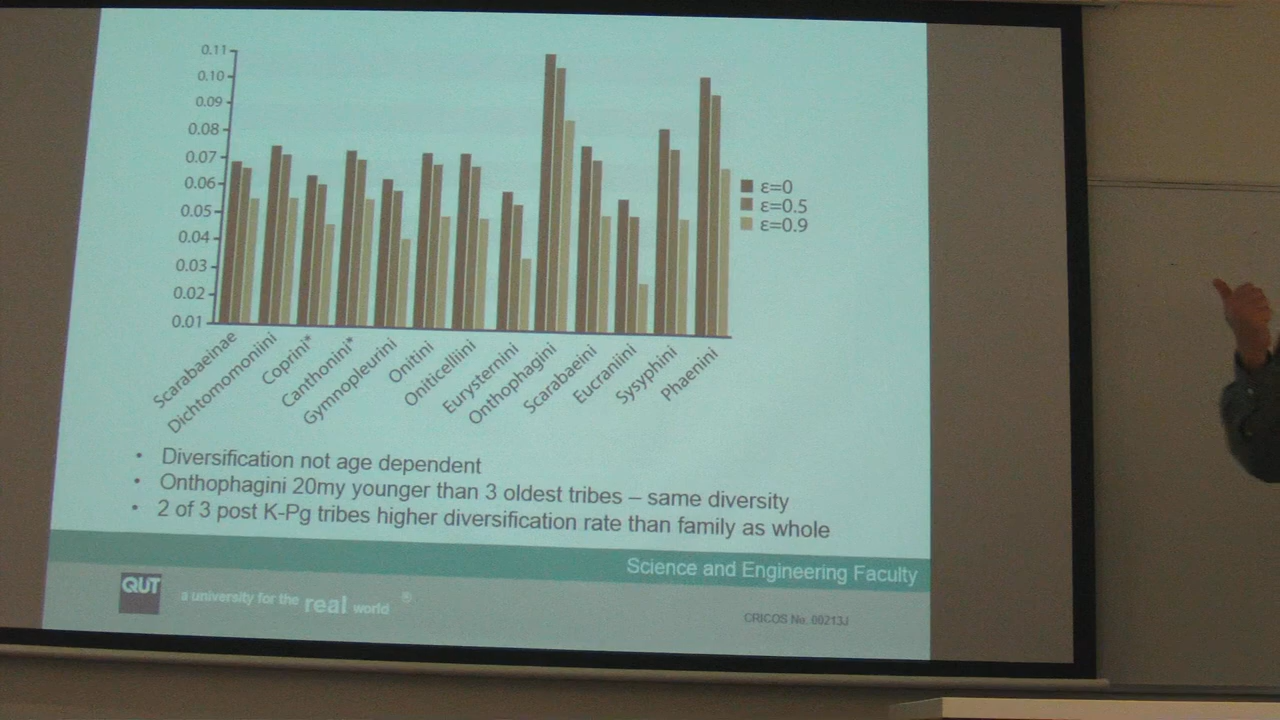 0.11
0.10
0.09
0.08
0.07
0.06
0.05
0.04
0.03
0.02
0.01
ε=0
ε=0.5
ε=0.9
Scarabaeinae
Dichtomomoniini
Coprini*
Canthonini*
Gymnopleurini
Onitini
Oniticelliini
Eurysternini
Onthophagini
Scarabaeini
Eucraniini
Sysyphini
Phaenini
• Diversification not age dependent
• Onthophagini 20my younger than 3 oldest tribes – same diversity
• 2 of 3 post K-Pg tribes higher diversification rate than family as whole
Science and Engineering Faculty
QUT
a university for the real world ®
CRICOS No. 00213J